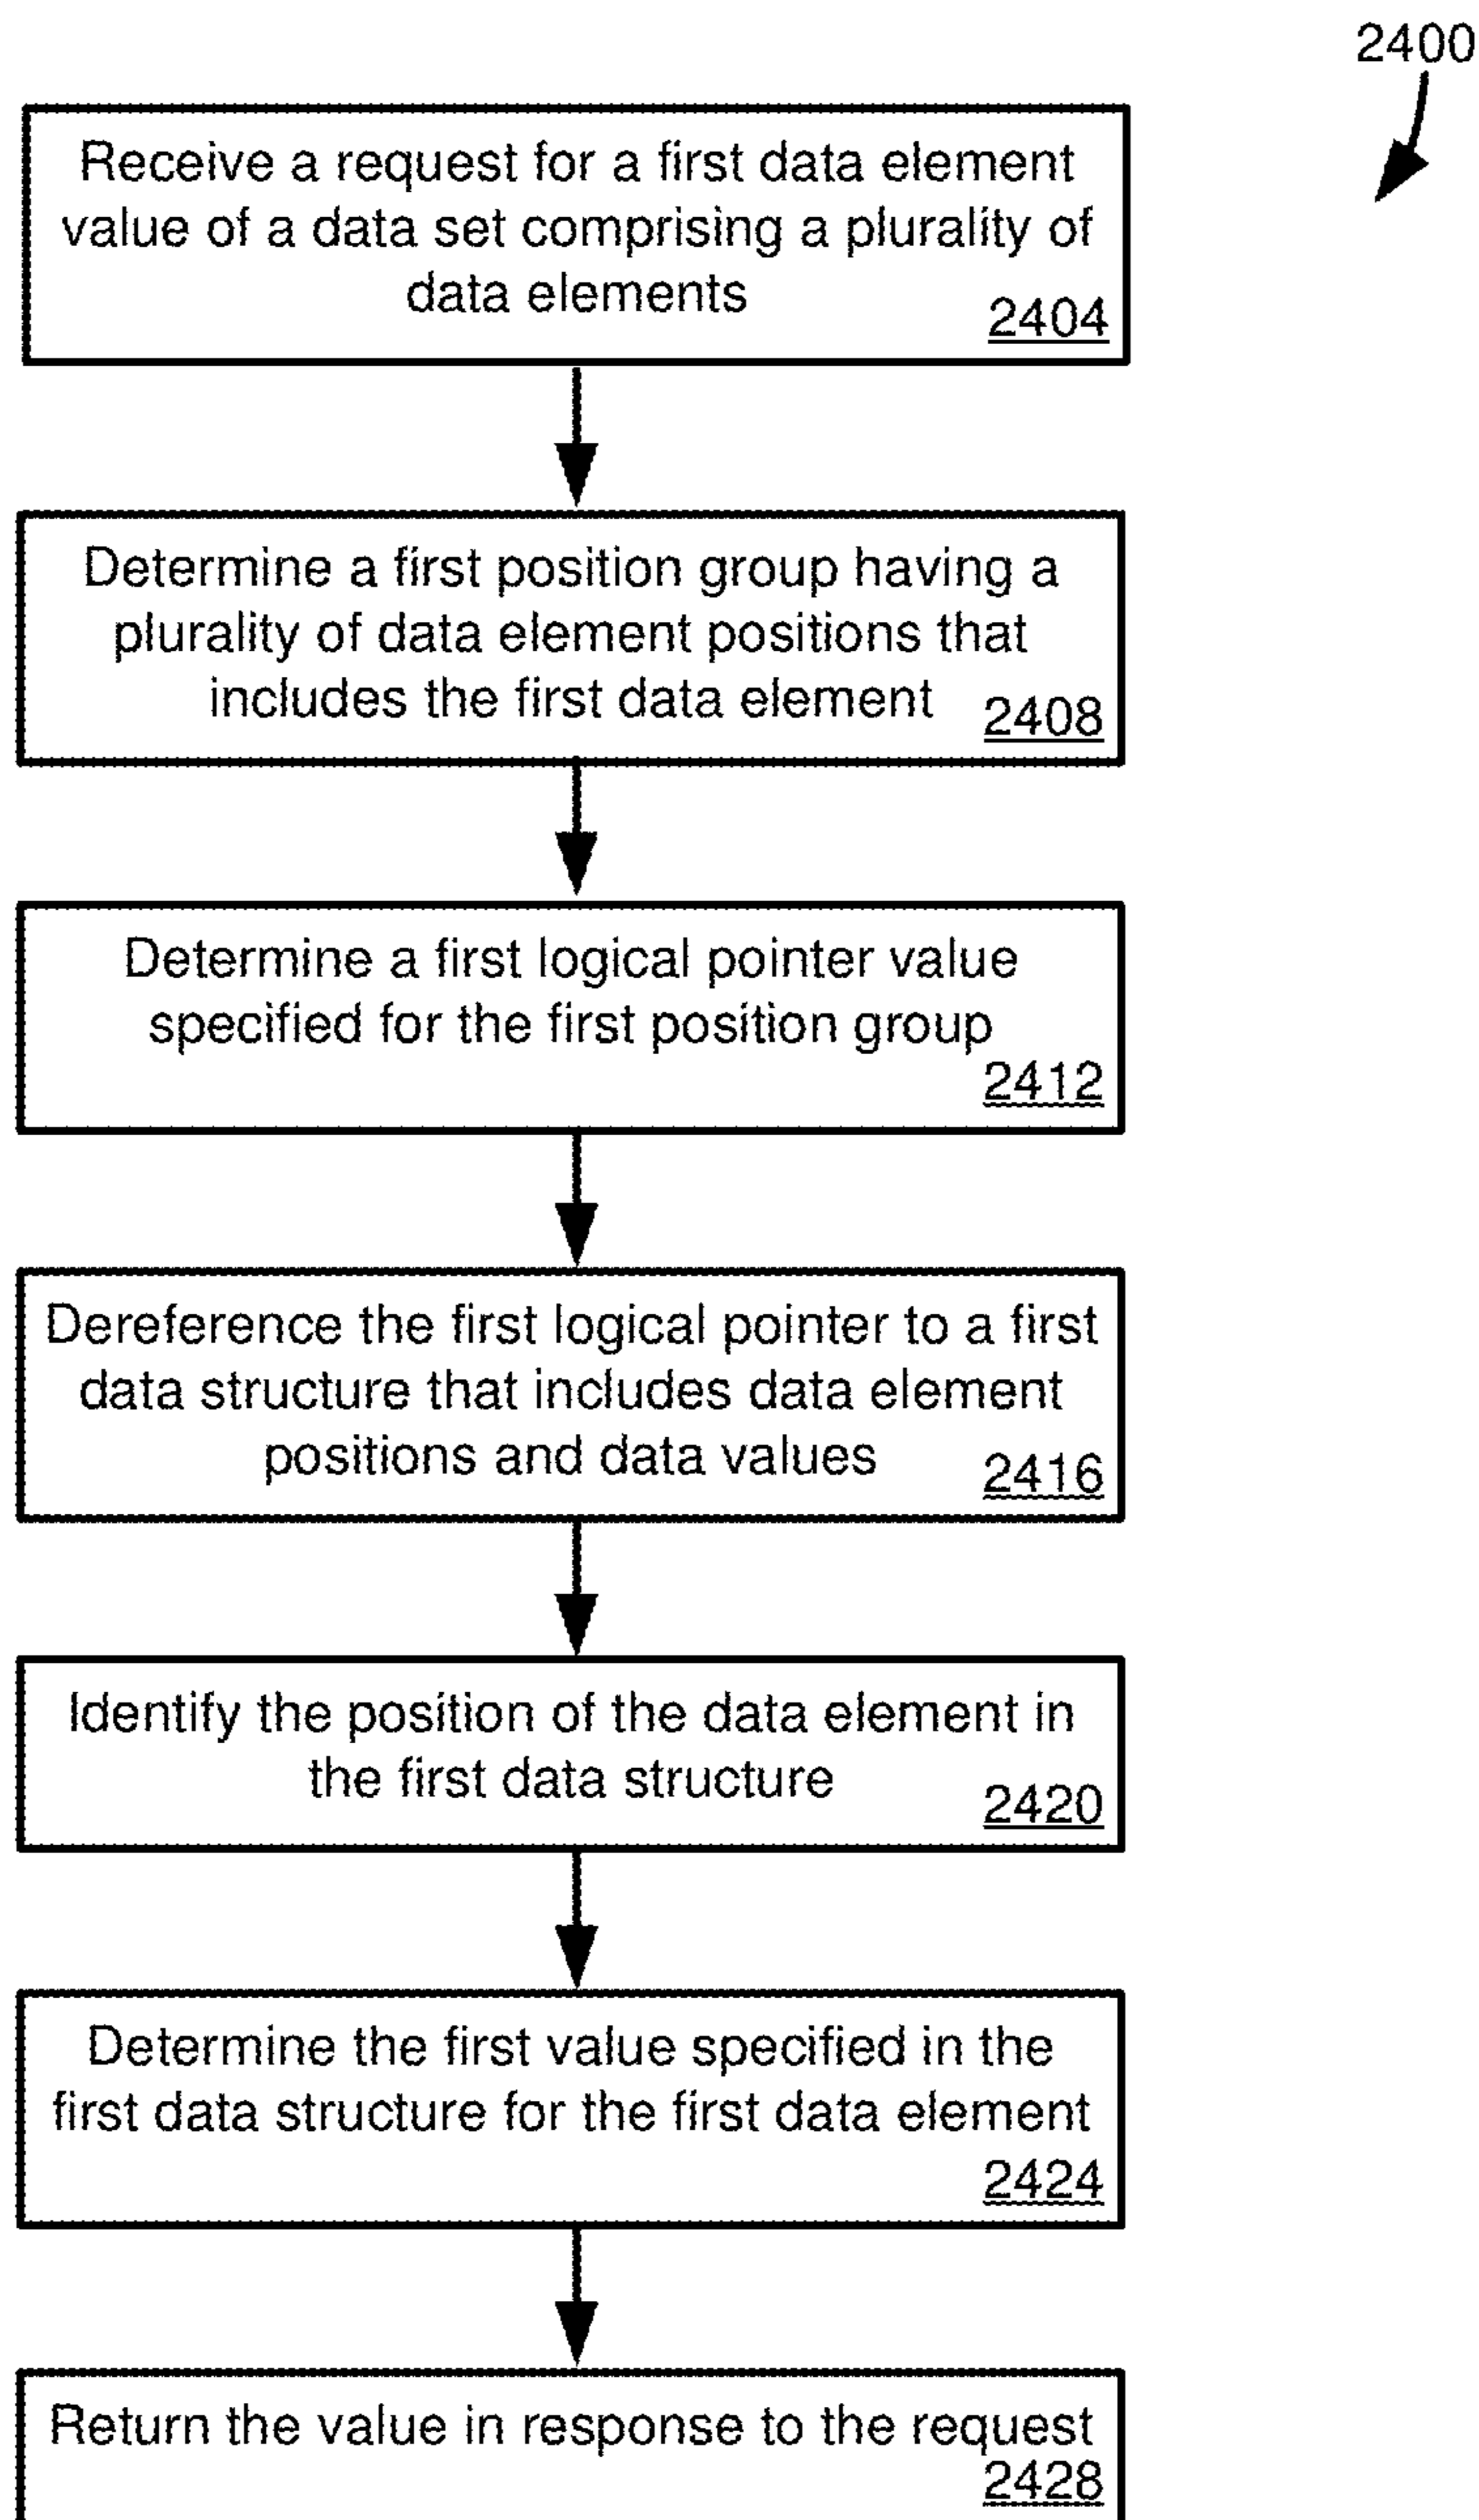 2400
Receive a request for a first data element
value of a data set comprising a plurality of
data elements
2404
Determine a first position group having a
plurality of data element positions that
includes the first data element
2408
Determine a first logical pointer value
specified for the first position group
2412
Dereference the first logical pointer to a first
data structure that includes data element
positions and data values
2416
Identify the position of the data element in
the first data structure
2420
Determine the first value specified in the
first data structure for the first data element
2424
Return the value in response to the request
2428